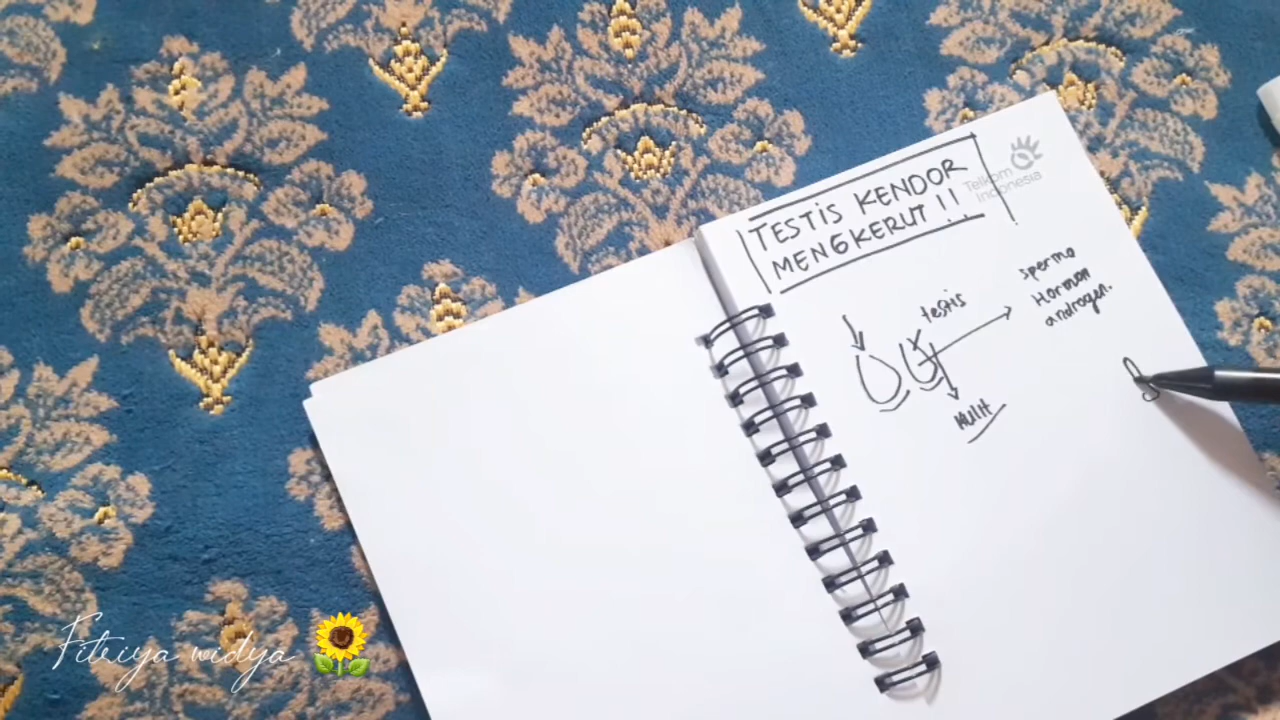 TESTIS KENDOR
MENGKERUT !!
Telkom
Indonesia
testis
sperma
Hormon
androgen.
KULIT
Fitriya widya